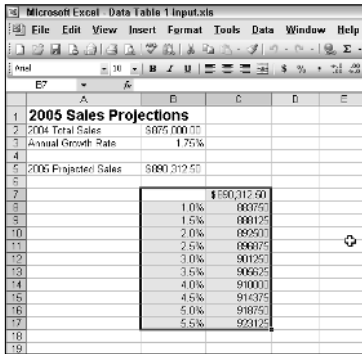 Microsoft Excel - Data Table 1 input.xls
File Edit View Insert Format Tools Data Window Help
Arial 10 B I U $ %
B7 fx
A B C D E
1 2005 Sales Projections
2 2004 Total Sales $875,000.00
3 Annual Growth Rate 1.75%
4
5 2005 Projected Sales $890,312.50
6
7 $890,312.50
8 1.0% 883750
9 1.5% 888125
10 2.0% 892500
11 2.5% 896875
12 3.0% 901250
13 3.5% 905625
14 4.0% 910000
15 4.5% 914375
16 5.0% 918750
17 5.5% 923125
18
19